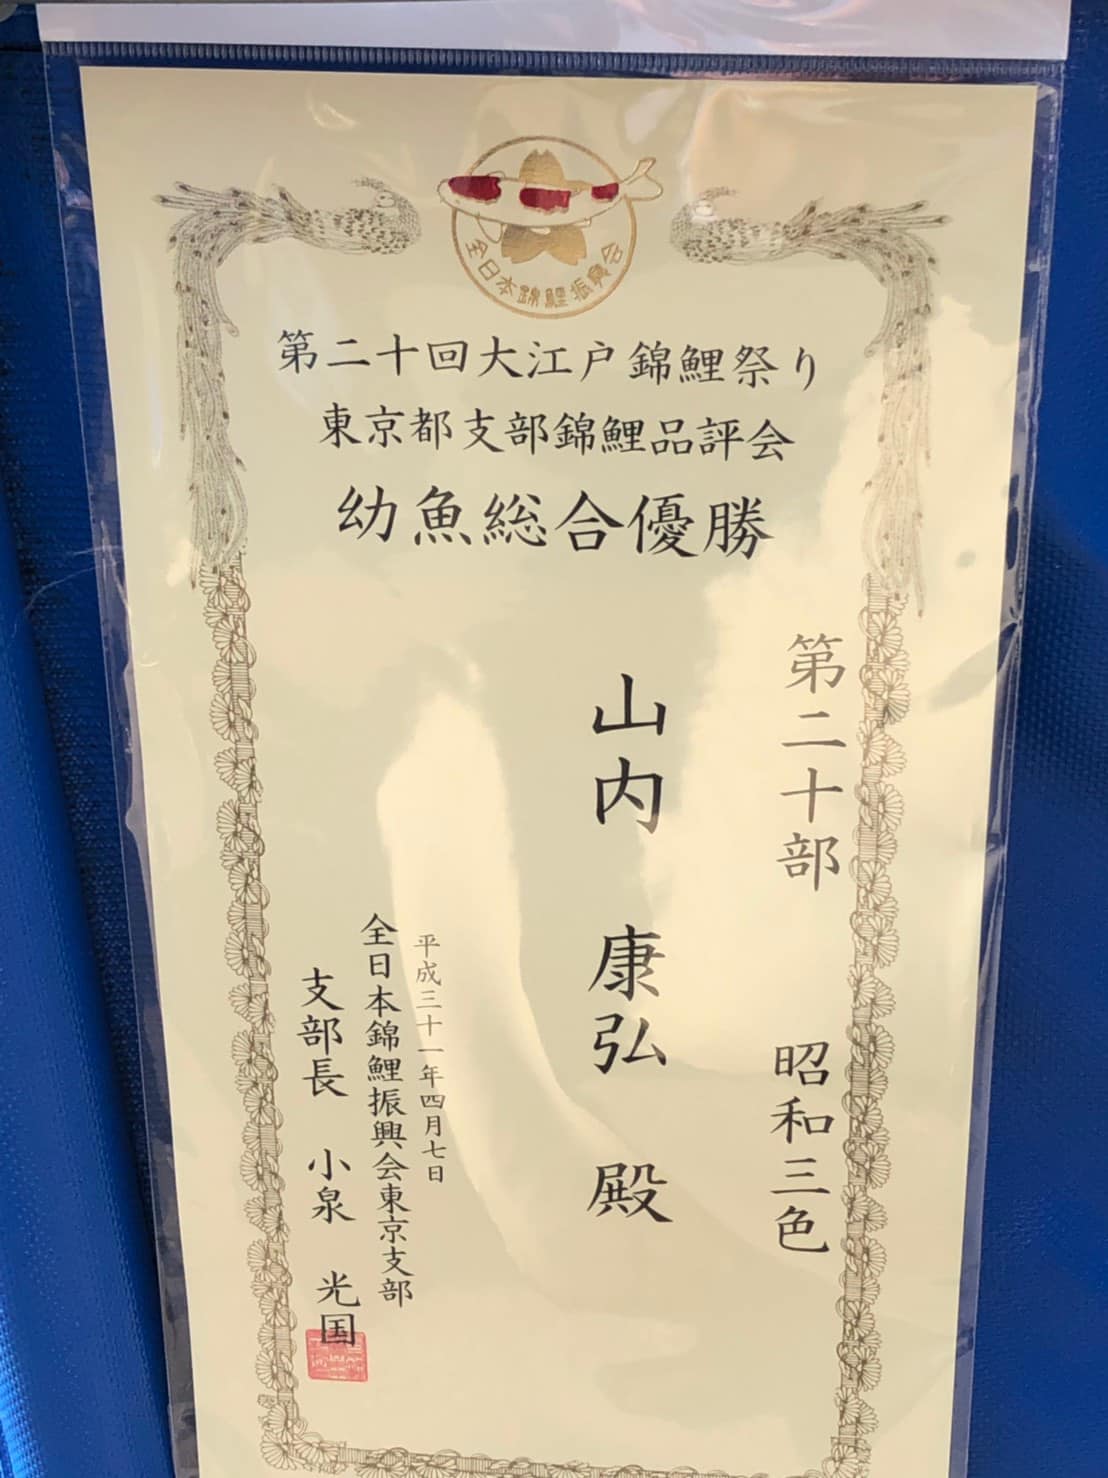 全日本錦鯉振興会
第二十回大江戸錦鯉祭り
東京都支部錦鯉品評会
幼魚総合優勝
第二十部 昭和三色
山内 康弘 殿
平成三十一年四月七日
全日本錦鯉振興会東京支部
支部長 小泉 光国